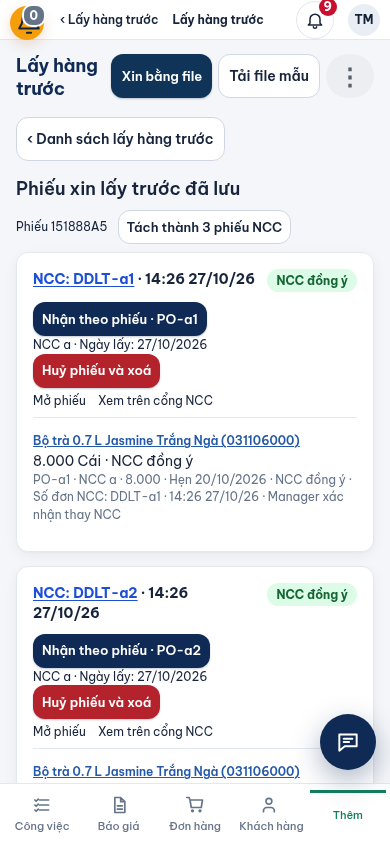 0
‹ Lấy hàng trước
Lấy hàng trước
9
TM
Lấy hàng trước
Xin bằng file
Tải file mẫu
‹ Danh sách lấy hàng trước
Phiếu xin lấy trước đã lưu
Phiếu 151888A5
Tách thành 3 phiếu NCC
NCC: DDLT-a1 · 14:26 27/10/26
NCC đồng ý
Nhận theo phiếu · PO-a1
NCC a · Ngày lấy: 27/10/2026
Huỷ phiếu và xoá
Mở phiếu Xem trên cổng NCC
Bộ trà 0.7 L Jasmine Trắng Ngà (031106000)
8.000 Cái · NCC đồng ý
PO-a1 · NCC a · 8.000 · Hẹn 20/10/2026 · NCC đồng ý ·
Số đơn NCC: DDLT-a1 · 14:26 27/10/26 · Manager xác
nhận thay NCC
NCC: DDLT-a2 · 14:26
27/10/26
NCC đồng ý
Nhận theo phiếu · PO-a2
NCC a · Ngày lấy: 27/10/2026
Huỷ phiếu và xoá
Mở phiếu Xem trên cổng NCC
Bộ trà 0.7 L Jasmine Trắng Ngà (031106000)
Công việc
Báo giá
Đơn hàng
Khách hàng
Thêm